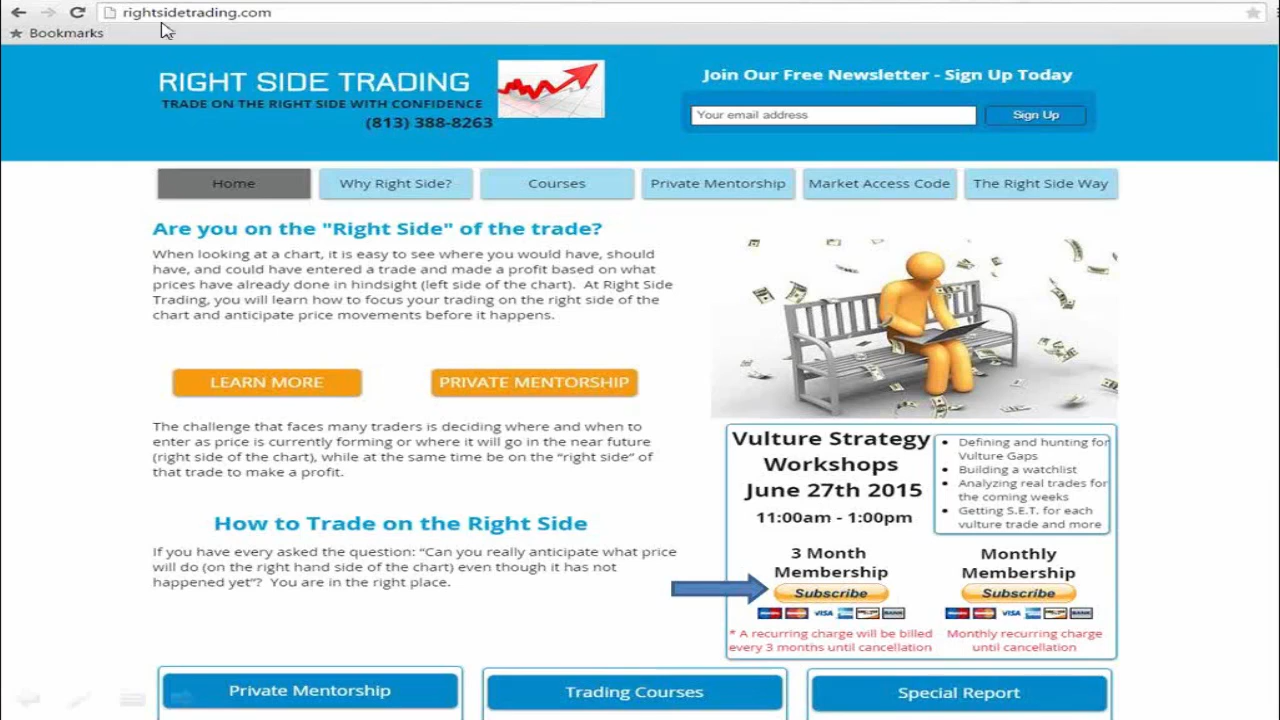 rightsidetrading.com
Bookmarks
RIGHT SIDE TRADING
TRADE ON THE RIGHT SIDE WITH CONFIDENCE
(813) 388-8263
Join Our Free Newsletter - Sign Up Today
Your email address
Sign Up
Home
Why Right Side?
Courses
Private Mentorship
Market Access Code
The Right Side Way
Are you on the "Right Side" of the trade?
When looking at a chart, it is easy to see where you would have, should
have, and could have entered a trade and made a profit based on what
prices have already done in hindsight (left side of the chart). At Right Side
Trading, you will learn how to focus your trading on the right side of the
chart and anticipate price movements before it happens.
LEARN MORE
PRIVATE MENTORSHIP
The challenge that faces many traders is deciding where and when to
enter as price is currently forming or where it will go in the near future
(right side of the chart), while at the same time be on the “right side” of
that trade to make a profit.
How to Trade on the Right Side
If you have every asked the question: “Can you really anticipate what price
will do (on the right hand side of the chart) even though it has not
happened yet”? You are in the right place.
Vulture Strategy
Workshops
June 27th 2015
11:00am - 1:00pm
Defining and hunting for
Vulture Gaps
Building a watchlist
Analyzing real trades for
the coming weeks
Getting S.E.T. for each
vulture trade and more
3 Month
Membership
Subscribe
VISA
BANK
* A recurring charge will be billed
every 3 months until cancellation
Monthly
Membership
Subscribe
VISA
BANK
Monthly recurring charge
until cancellation
Private Mentorship
Trading Courses
Special Report